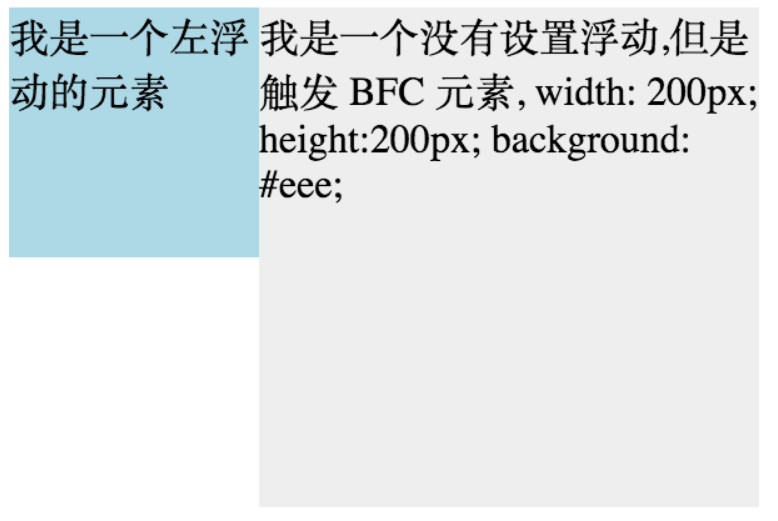 我是一个左浮
动的元素
我是一个没有设置浮动,但是
触发 BFC 元素, width: 200px;
height:200px; background:
#eee;